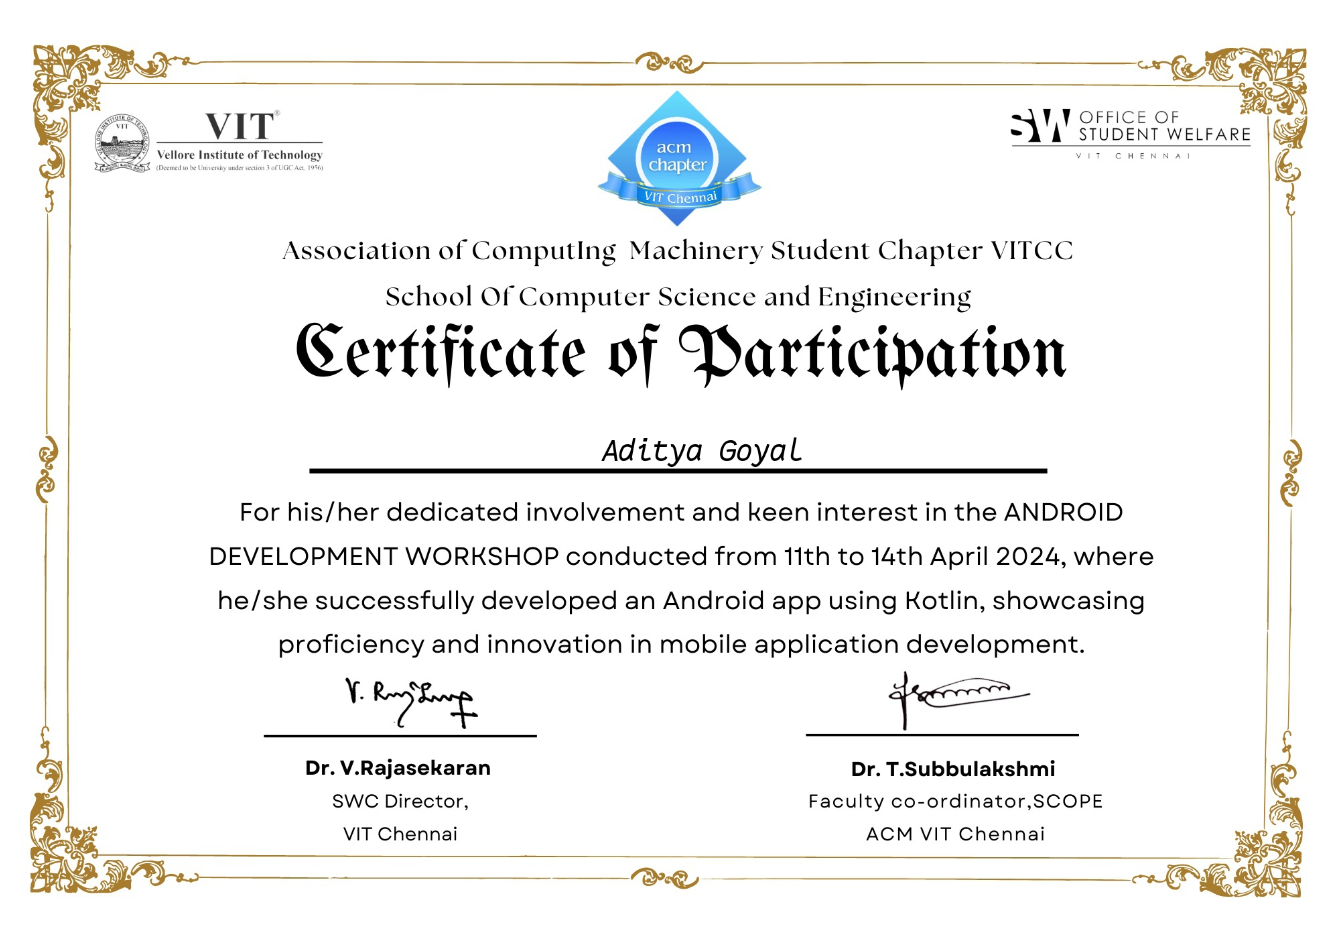 VIT®
Vellore Institute of Technology
(Deemed to be University under section 3 of UGC Act, 1956)
acm
chapter
VIT Chennai
SW OFFICE OF
STUDENT WELFARE
VIT CHENNAI
Association of ComputIng Machinery Student Chapter VITCC
School Of Computer Science and Engineering
Certificate of Participation
Aditya Goyal
For his/her dedicated involvement and keen interest in the ANDROID
DEVELOPMENT WORKSHOP conducted from 11th to 14th April 2024, where
he/she successfully developed an Android app using Kotlin, showcasing
proficiency and innovation in mobile application development.
Dr. V.Rajasekaran
SWC Director,
VIT Chennai
Dr. T.Subbulakshmi
Faculty co-ordinator,SCOPE
ACM VIT Chennai